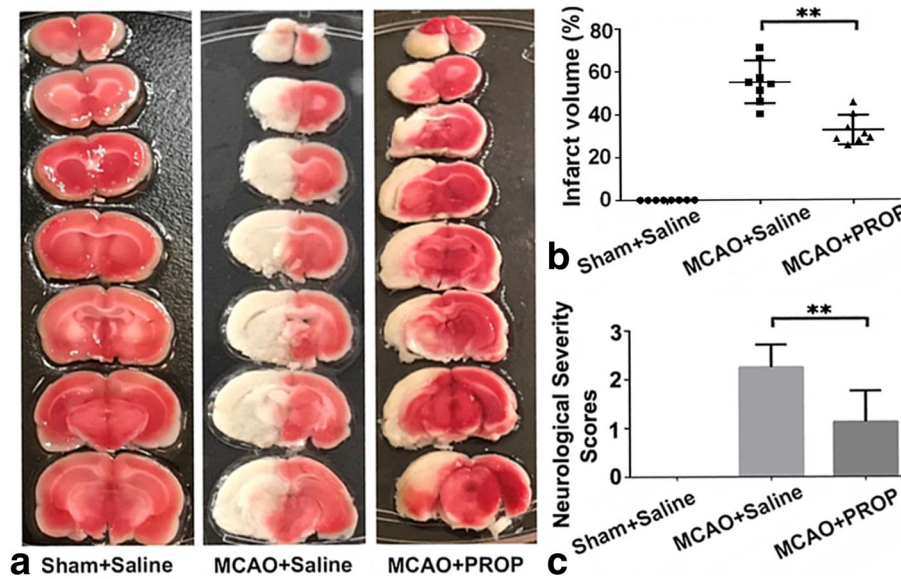 a
Sham+Saline
MCAO+Saline
MCAO+PROP
b
Infarct volume (%)
80
60
40
20
0
**
Sham+Saline
MCAO+Saline
MCAO+PROP
c
Neurological Severity
Scores
3
2
1
0
**
Sham+Saline
MCAO+Saline
MCAO+PROP